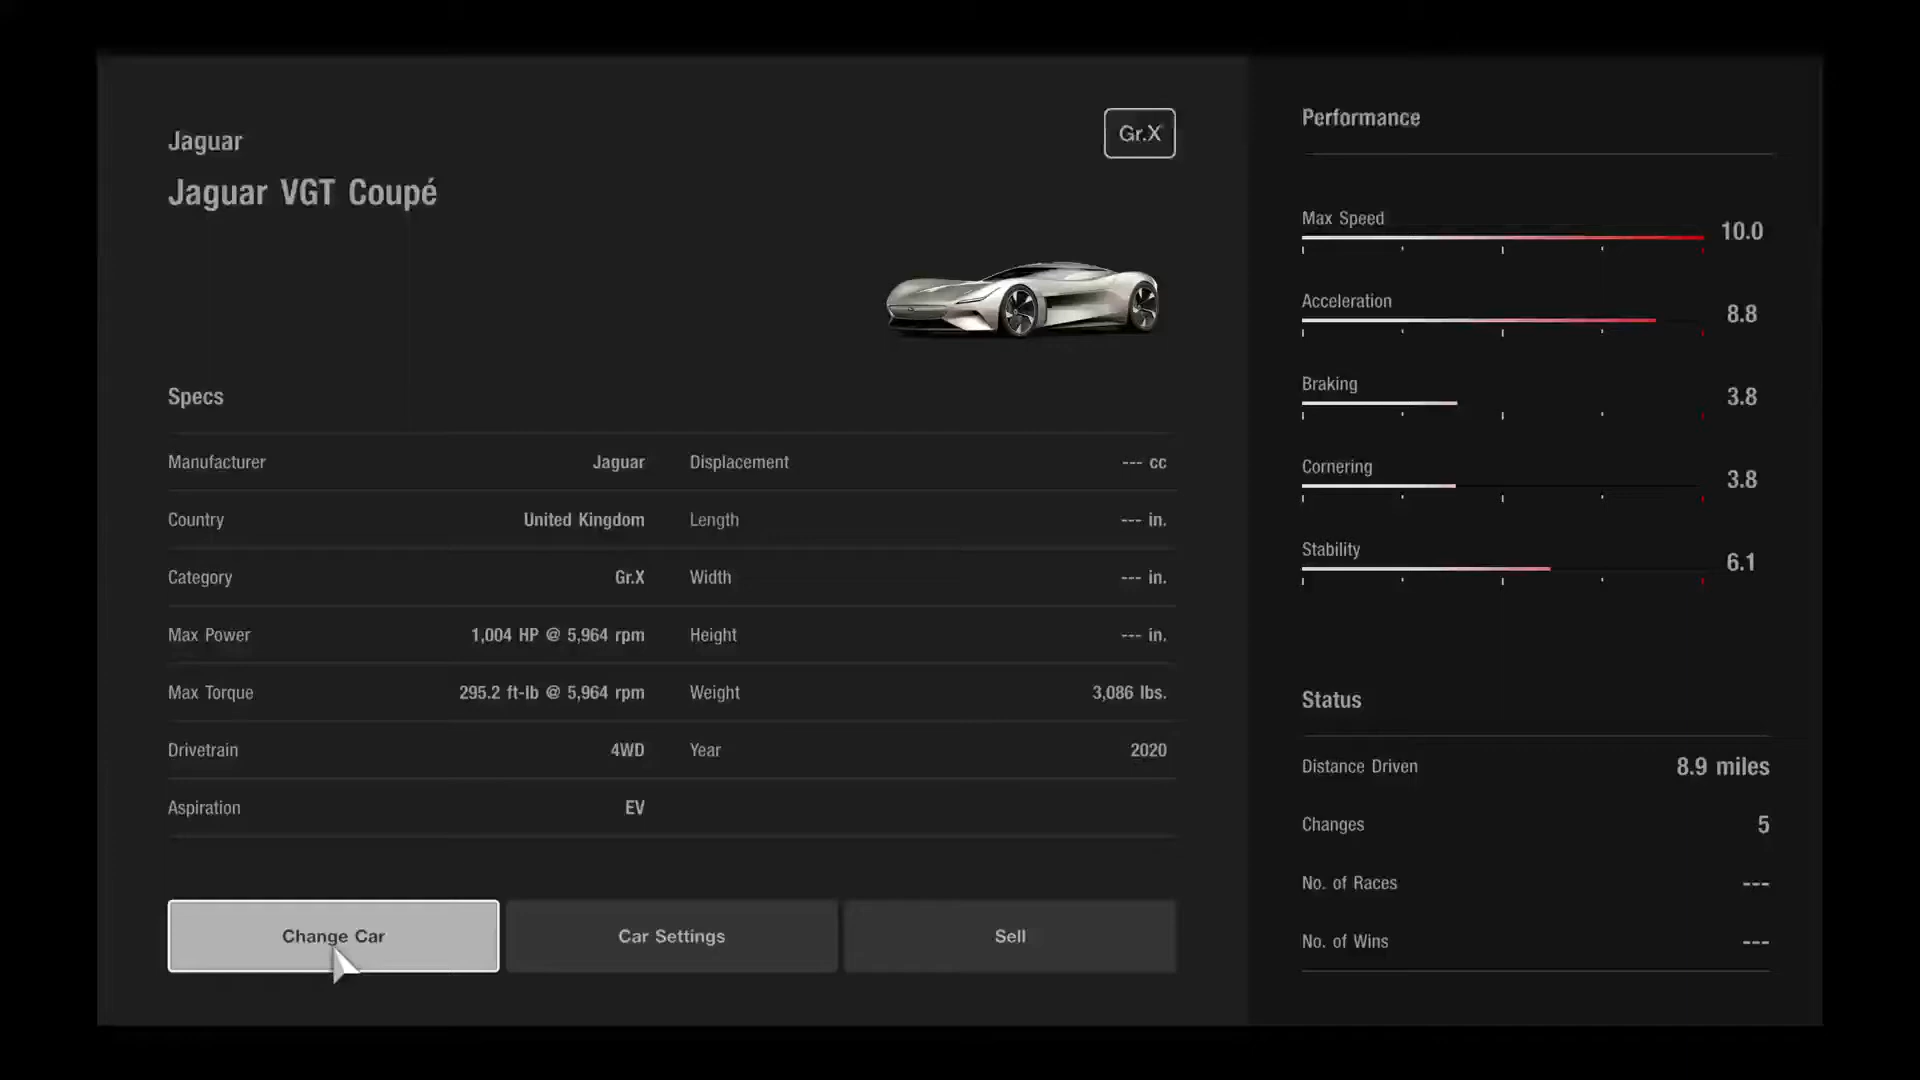 Jaguar
Gr.X
Jaguar VGT Coupé
Specs
Manufacturer Jaguar Displacement --- cc
Country United Kingdom Length --- in.
Category Gr.X Width --- in.
Max Power 1,004 HP @ 5,964 rpm Height --- in.
Max Torque 295.2 ft-lb @ 5,964 rpm Weight 3,086 lbs.
Drivetrain 4WD Year 2020
Aspiration EV
Change Car
Car Settings
Sell
Performance
Max Speed 10.0
Acceleration 8.8
Braking 3.8
Cornering 3.8
Stability 6.1
Status
Distance Driven 8.9 miles
Changes 5
No. of Races ---
No. of Wins ---